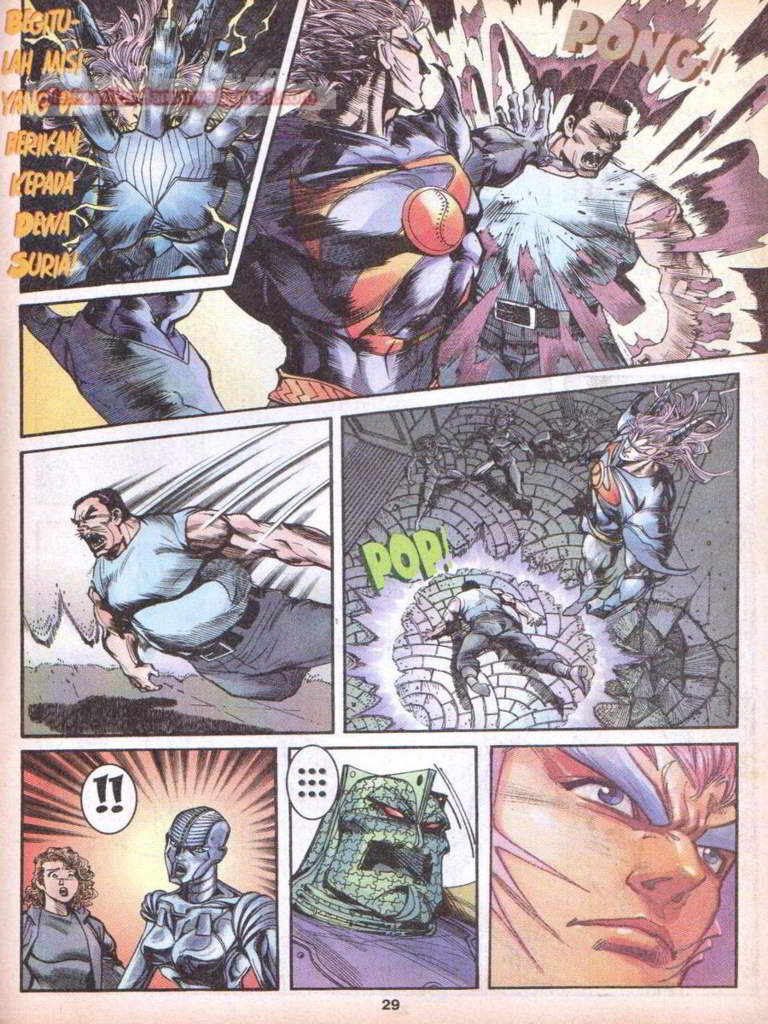 BEGITU-
LAH MISI
YANG DI
BERIKAN
KEPADA
DEWA
SURIA!
PONG!!
POP!
!!
29